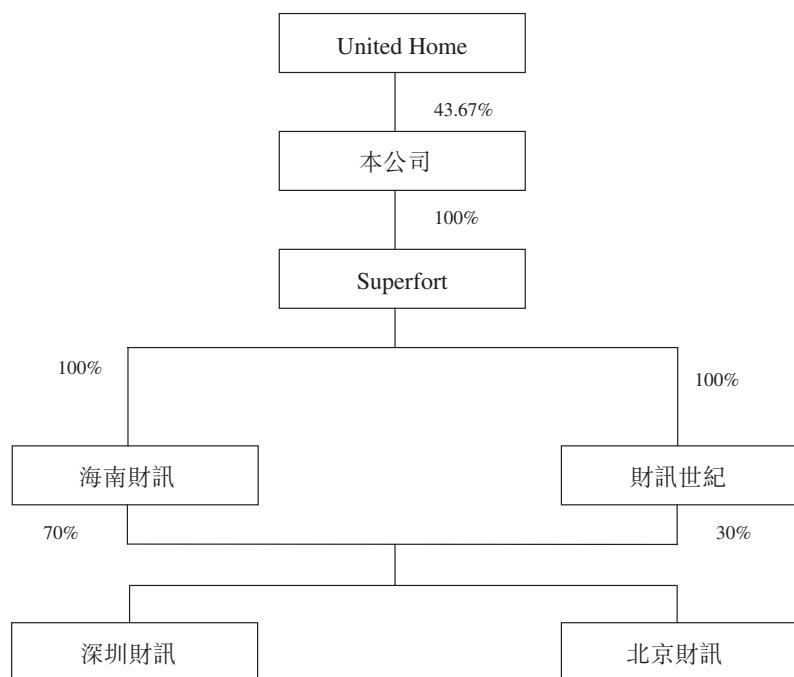 United Home
43.67%
本公司
100%
Superfort
100%
100%
海南財訊
財訊世紀
70%
30%
深圳財訊
北京財訊